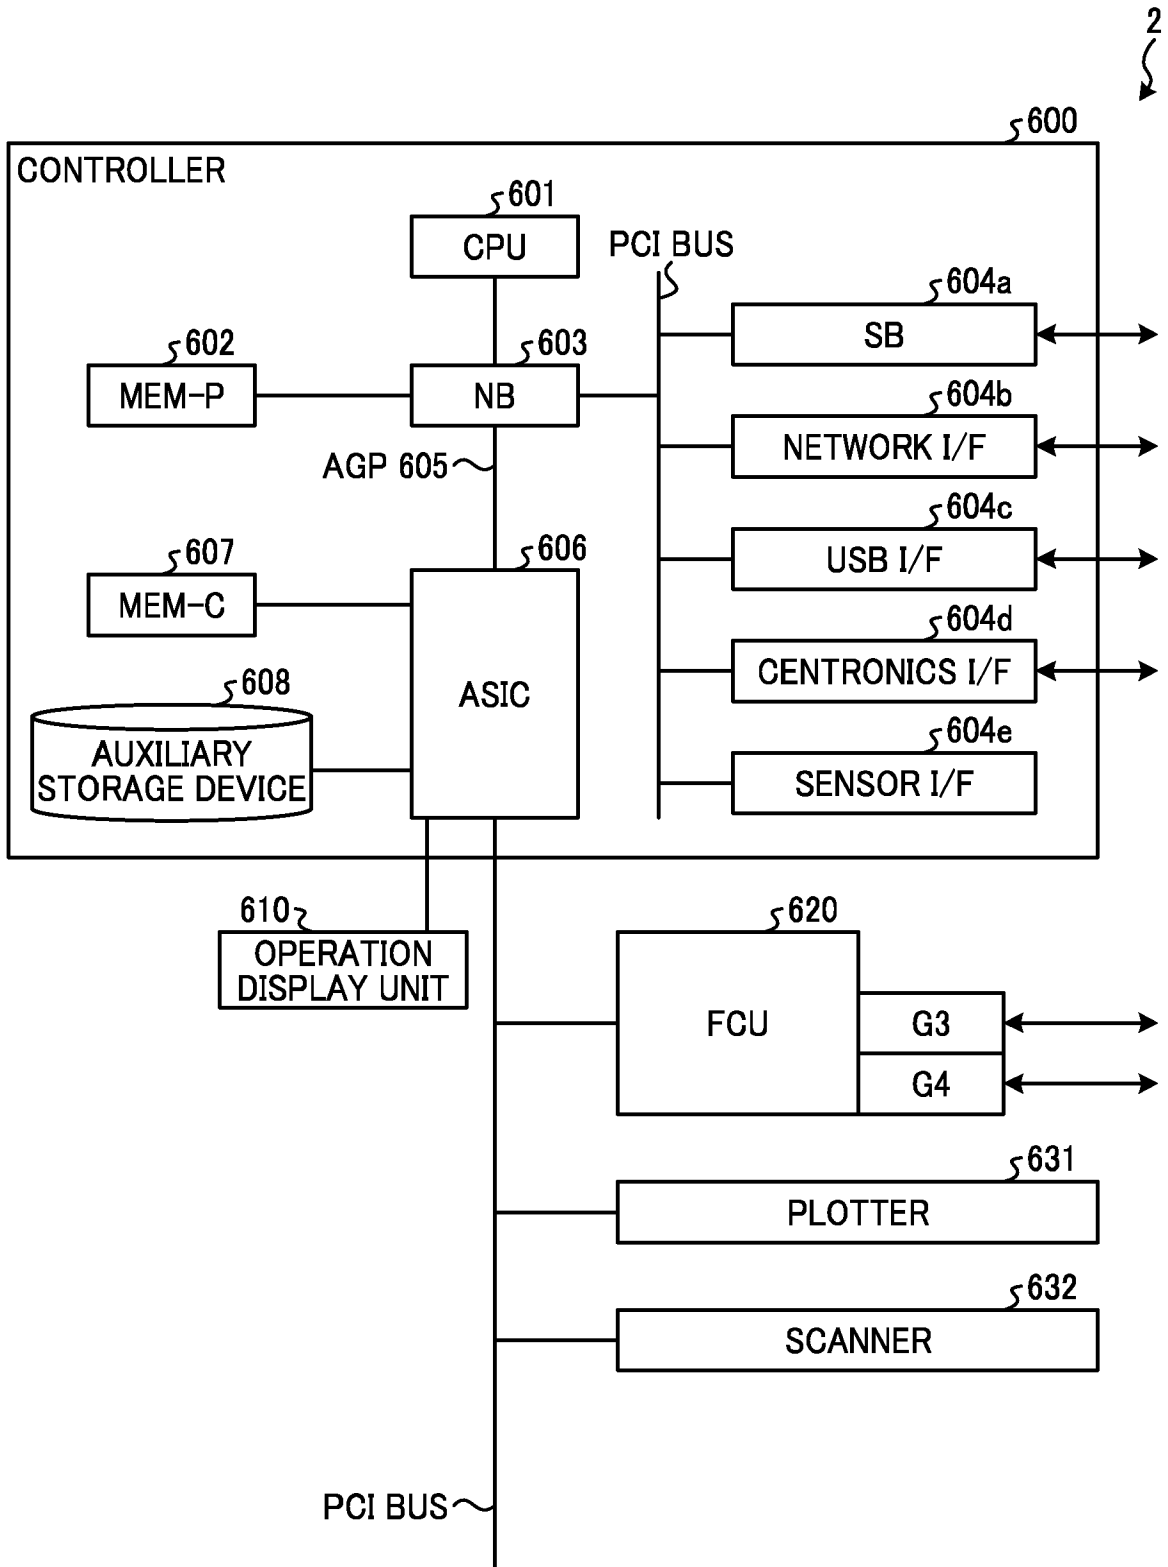 2
600
CONTROLLER
601
CPU
PCI BUS
604a
SB
602
MEM-P
603
NB
604b
NETWORK I/F
AGP 605
604c
USB I/F
607
MEM-C
606
ASIC
604d
CENTRONICS I/F
608
AUXILIARY
STORAGE DEVICE
604e
SENSOR I/F
610
OPERATION
DISPLAY UNIT
620
FCU
G3
G4
631
PLOTTER
632
SCANNER
PCI BUS